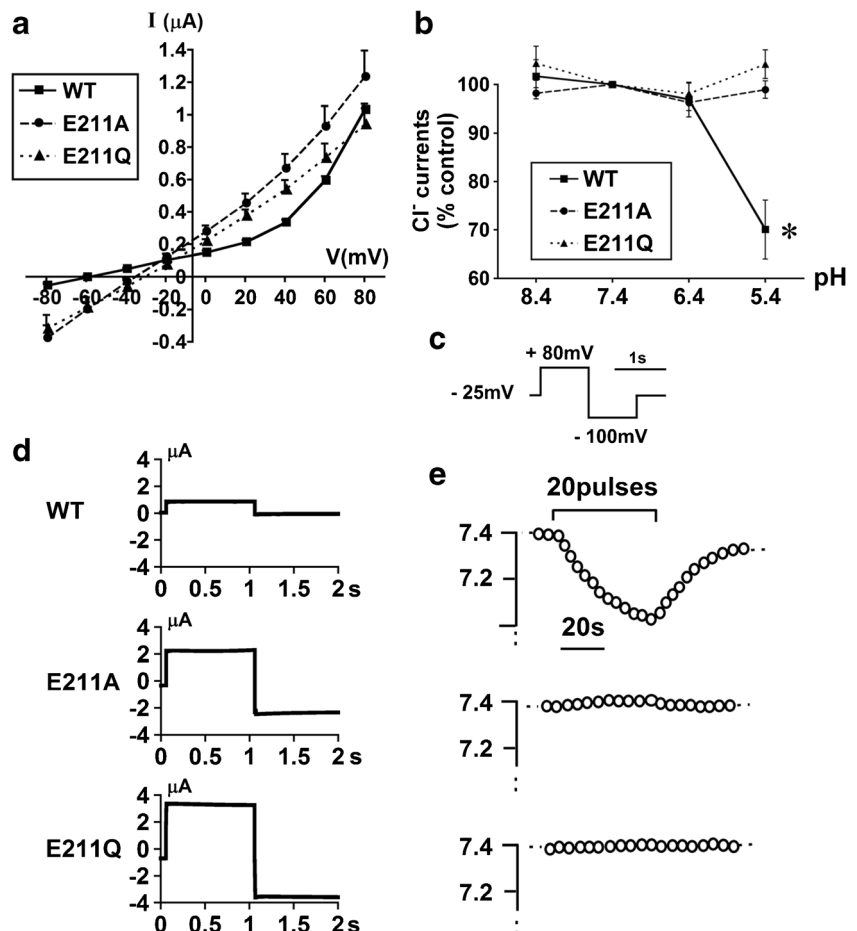 a
I (μA)
1.4
1.2
1
0.8
0.6
0.4
0.2
0
-0.2
-0.4
WT
E211A
E211Q
V(mV)
-80 -60 -40 -20 0 20 40 60 80
b
Cl⁻ currents
(% control)
100
90
80
70
60
WT
E211A
E211Q
*
8.4 7.4 6.4 5.4
pH
c
+ 80mV
1s
- 25mV
- 100mV
d
μA
WT
4
2
0
-2
-4
0 0.5 1 1.5 2 s
μA
E211A
4
2
0
-2
-4
0 0.5 1 1.5 2 s
μA
E211Q
4
2
0
-2
-4
0 0.5 1 1.5 2 s
e
20pulses
7.4
7.2
20s
7.4
7.2
7.4
7.2